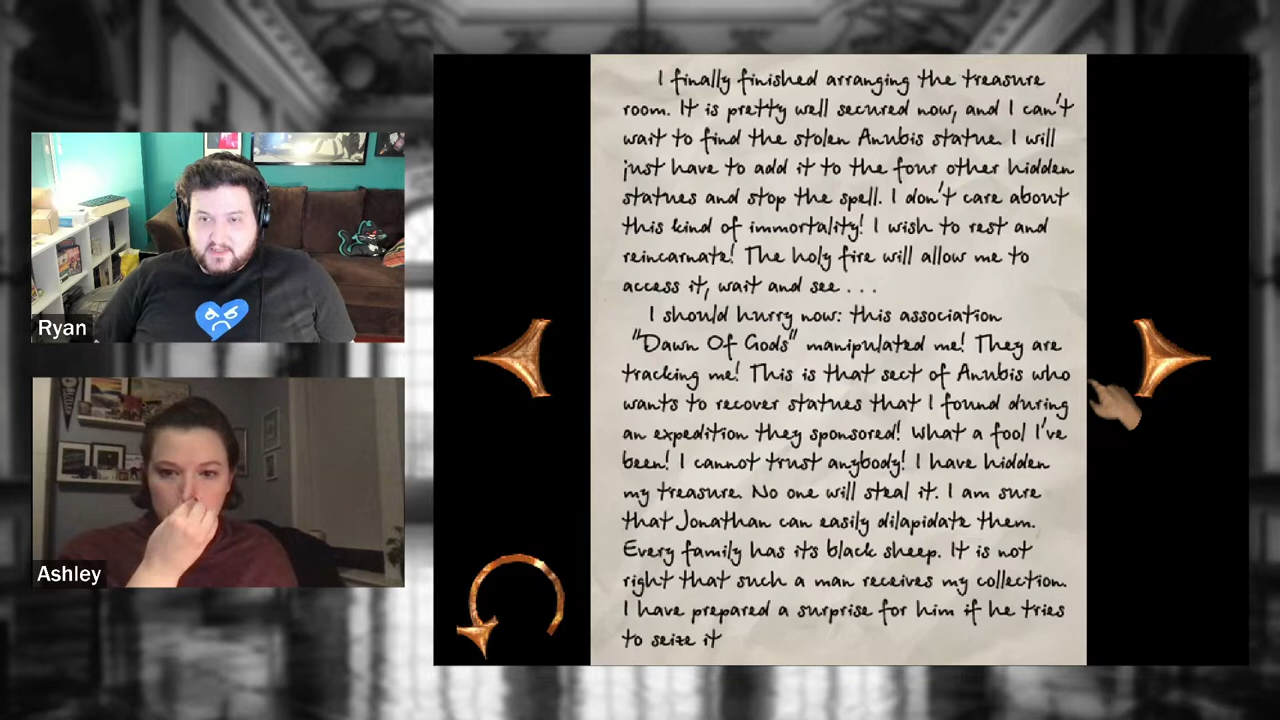 Ryan
Ashley
I finally finished arranging the treasure
room. It is pretty well secured now, and I can't
wait to find the stolen Anubis statue. I will
just have to add it to the four other hidden
statues and stop the spell. I don't care about
this kind of immortality! I wish to rest and
reincarnate! The holy fire will allow me to
access it, wait and see . . .
I should hurry now: this association
"Dawn Of Gods" manipulated me! They are
tracking me! This is that sect of Anubis who
wants to recover statues that I found during
an expedition they sponsored! What a fool I've
been! I cannot trust anybody! I have hidden
my treasure. No one will steal it. I am sure
that Jonathan can easily dilapidate them.
Every family has its black sheep. It is not
right that such a man receives my collection.
I have prepared a surprise for him if he tries
to seize it